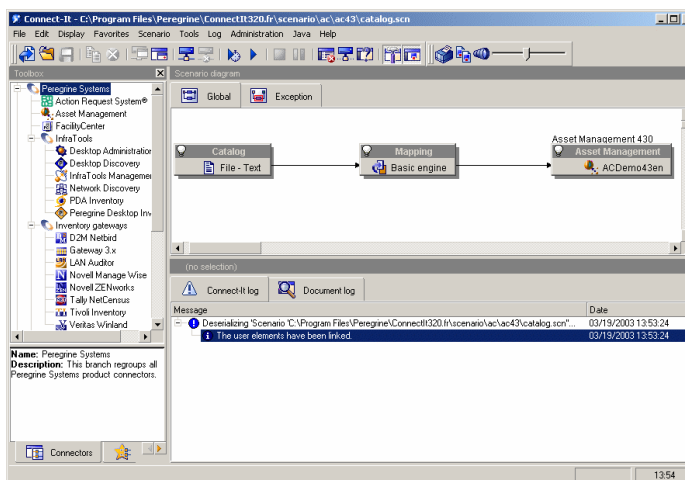 Connect-It - C:\Program Files\Peregrine\ConnectIt320.fr\scenario\ac\ac43\catalog.scn
File Edit Display Favorites Scenario Tools Log Administration Java Help
Toolbox
Scenario diagram
Peregrine Systems
Action Request System®
Asset Management
FacilityCenter
InfraTools
Desktop Administration
Desktop Discovery
InfraTools Managemen
Network Discovery
PDA Inventory
Peregrine Desktop Inv
Inventory gateways
D2M Netbird
Gateway 3.x
LAN Auditor
Novell Manage Wise
Novell ZENworks
Tally NetCensus
Tivoli Inventory
Veritas Winland
Name: Peregrine Systems
Description: This branch regroups all
Peregrine Systems product connectors.
Connectors
Global Exception
Asset Management 430
Catalog
File - Text
Mapping
Basic engine
Asset Management
ACDemo43en
(no selection)
Connect-It log Document log
Message Date
Deserializing 'Scenario 'C:\Program Files\Peregrine\ConnectIt320.fr\scenario\ac\ac43\catalog.scn''... 03/19/2003 13:53:24
The user elements have been linked. 03/19/2003 13:53:24
13:54